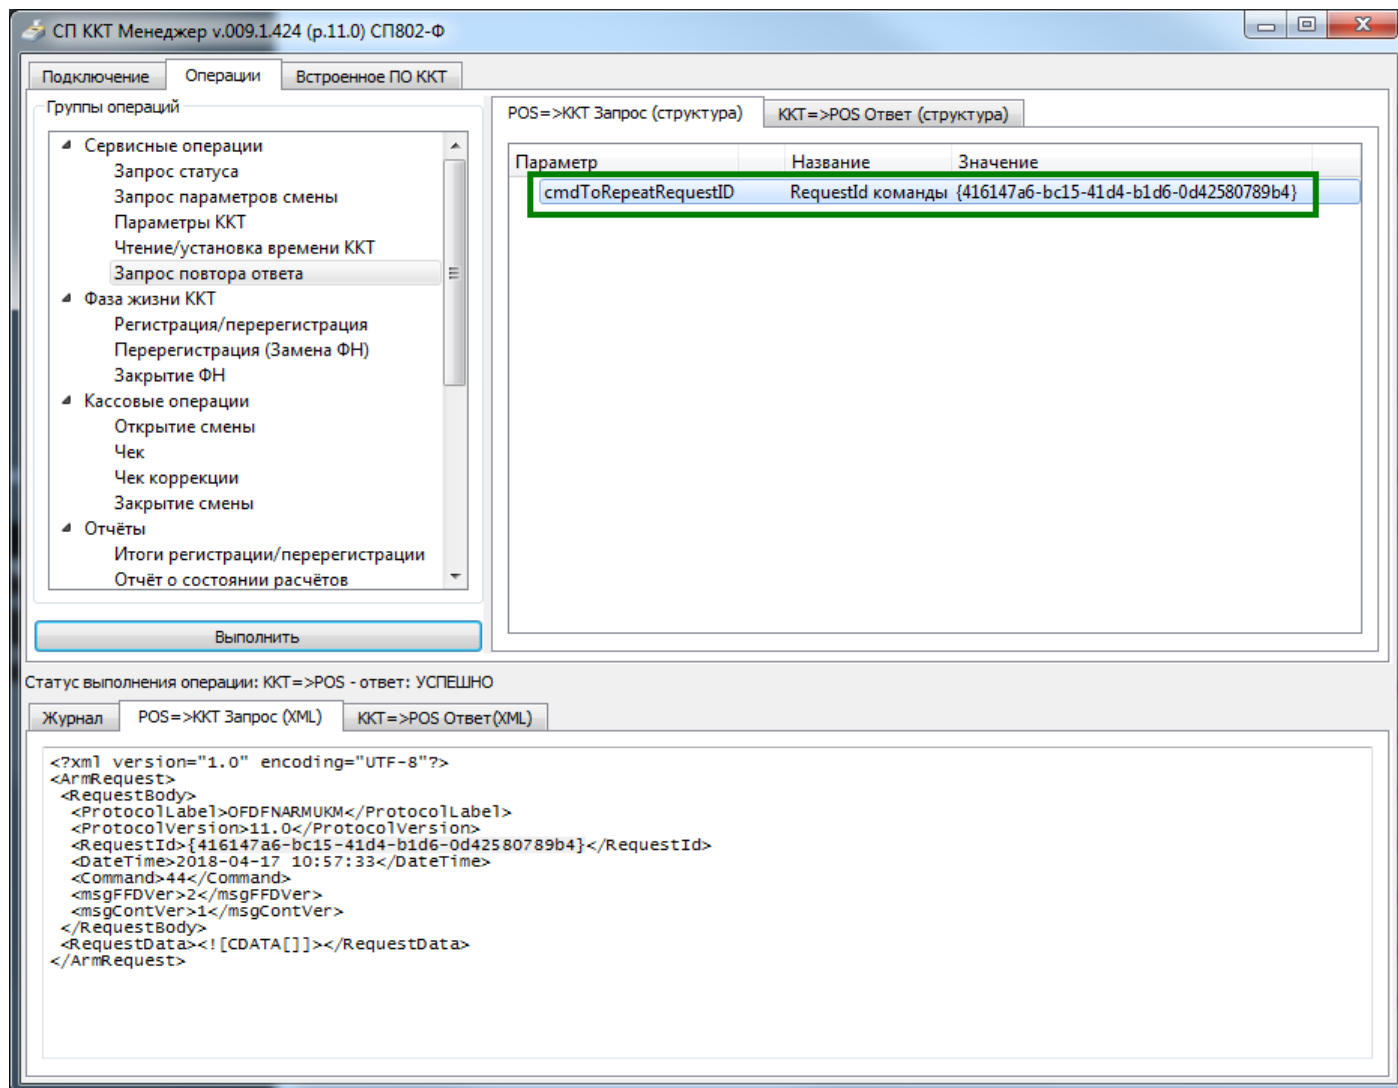 СП ККТ Менеджер v.009.1.424 (p.11.0) СП802-Ф
Подключение Операции Встроенное ПО ККТ
Группы операций
Сервисные операции
Запрос статуса
Запрос параметров смены
Параметры ККТ
Чтение/установка времени ККТ
Запрос повтора ответа
Фаза жизни ККТ
Регистрация/перерегистрация
Перерегистрация (Замена ФН)
Закрытие ФН
Кассовые операции
Открытие смены
Чек
Чек коррекции
Закрытие смены
Отчёты
Итоги регистрации/перерегистрации
Отчёт о состоянии расчётов
Выполнить
POS=>ККТ Запрос (структура) ККТ=>POS Ответ (структура)
Параметр Название Значение
cmdToRepeatRequestID RequestId команды {416147a6-bc15-41d4-b1d6-0d42580789b4}
Статус выполнения операции: ККТ=>POS - ответ: УСПЕШНО
Журнал POS=>ККТ Запрос (XML) ККТ=>POS Ответ(XML)
<?xml version="1.0" encoding="UTF-8"?>
<ArmRequest>
<RequestBody>
<ProtocolLabel>OFDFNARMUKM</ProtocolLabel>
<ProtocolVersion>11.0</ProtocolVersion>
<RequestId>{416147a6-bc15-41d4-b1d6-0d42580789b4}</RequestId>
<DateTime>2018-04-17 10:57:33</DateTime>
<Command>44</Command>
<msgFFDVer>2</msgFFDVer>
<msgContVer>1</msgContVer>
</RequestBody>
<RequestData><![CDATA[]]></RequestData>
</ArmRequest>